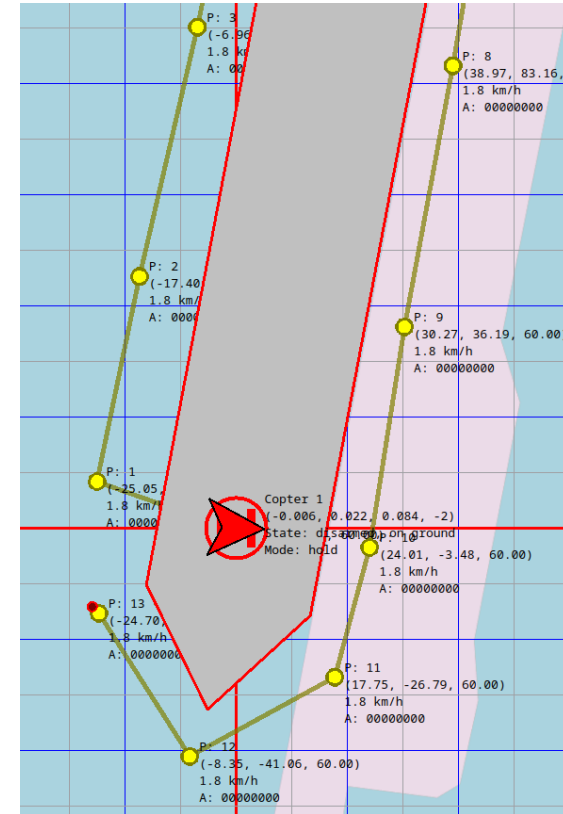 P: 3
(-6.96
1.8 km
A: 00
P: 8
(38.97, 83.16,
1.8 km/h
A: 00000000
P: 2
(-17.40
1.8 km/
A: 0000
P: 9
(30.27, 36.19, 60.00
1.8 km/h
A: 00000000
P: 1
(-25.05,
1.8 km/
A: 0000
Copter 1
(-0.006, 0.022, 0.084, -2)
State: disarmed, on ground
Mode: hold
P: 10
(24.01, -3.48, 60.00)
1.8 km/h
A: 00000000
P: 13
(-24.70,
1.8 km/h
A: 0000000
P: 11
(17.75, -26.79, 60.00)
1.8 km/h
A: 00000000
P: 12
(-8.35, -41.06, 60.00)
1.8 km/h
A: 00000000